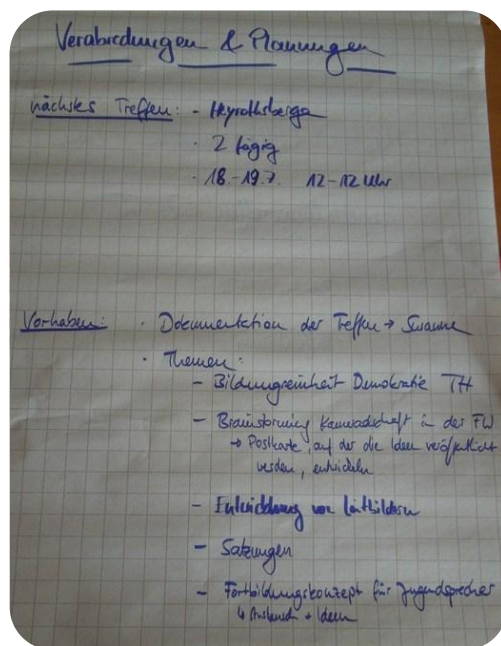 Verabredungen & Planungen
nächstes Treffen: - Heyrothsberge
· 2 tägig
· 18.-19.7. 12-12 Uhr
Vorhaben: · Dokumentation der Treffen → Susanne
· Themen:
- Bildungseinheit Demokratie TH
- Brainstorming Kameradschaft in der FW
→ Postkarte, auf der die Ideen veröffentlicht
werden, entwickeln
- Entwicklung von Leitbildern
- Satzungen
- Fortbildungskonzept für Jugendsprecher
↳ Austausch + Ideen